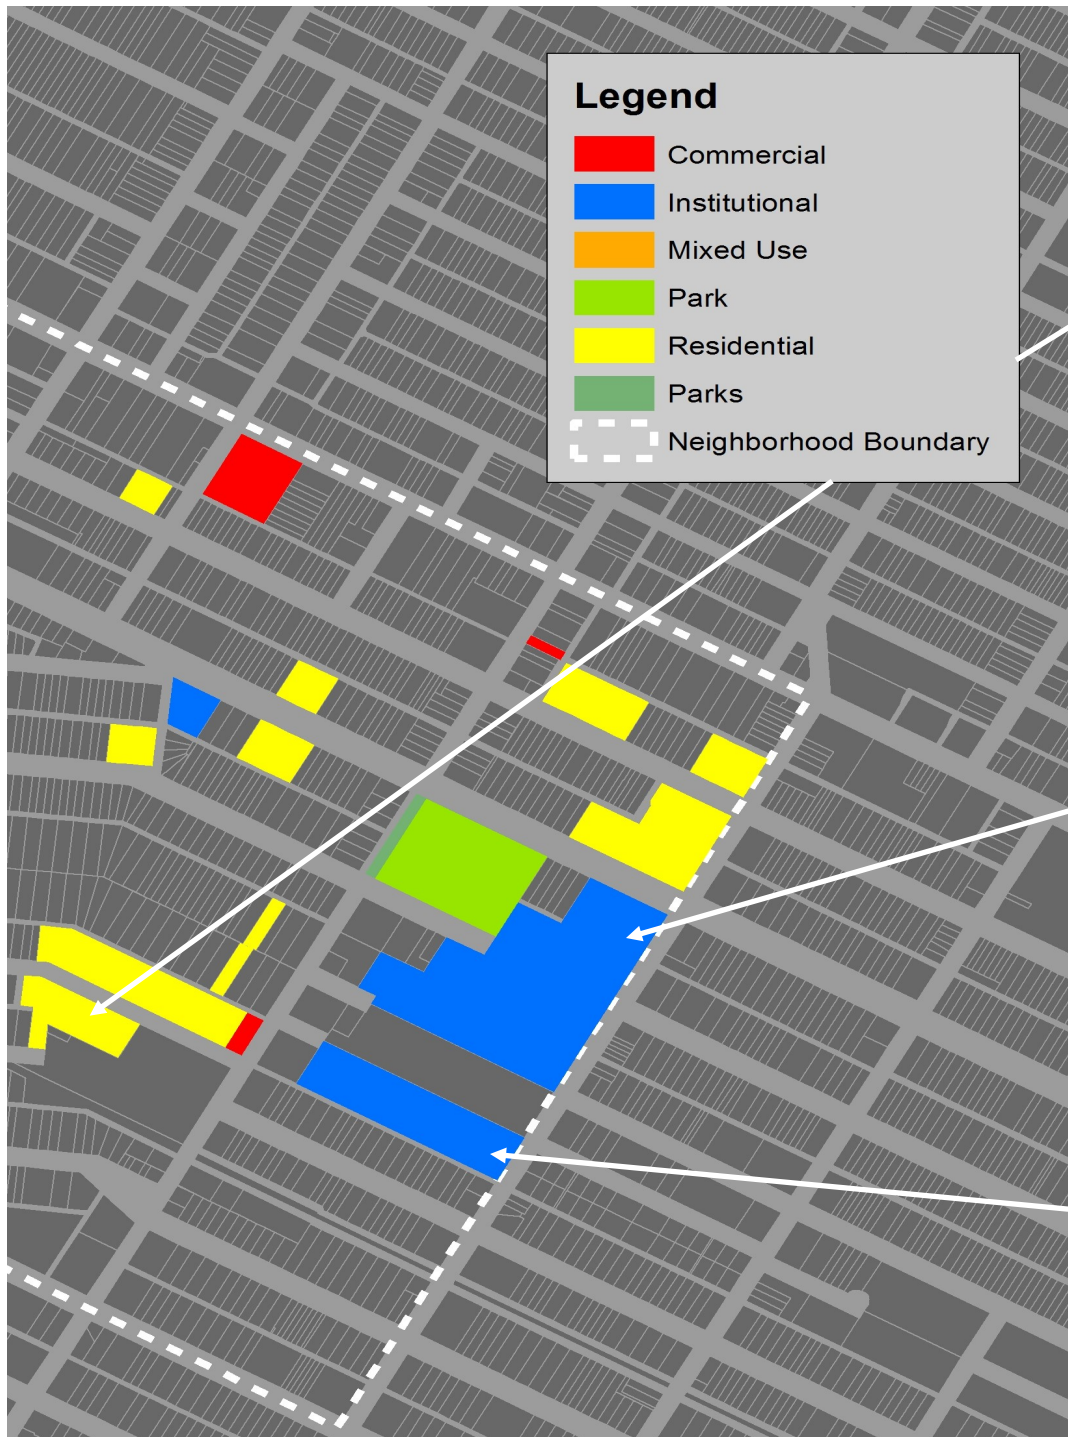 Legend
Commercial
Institutional
Mixed Use
Park
Residential
Parks
Neighborhood Boundary